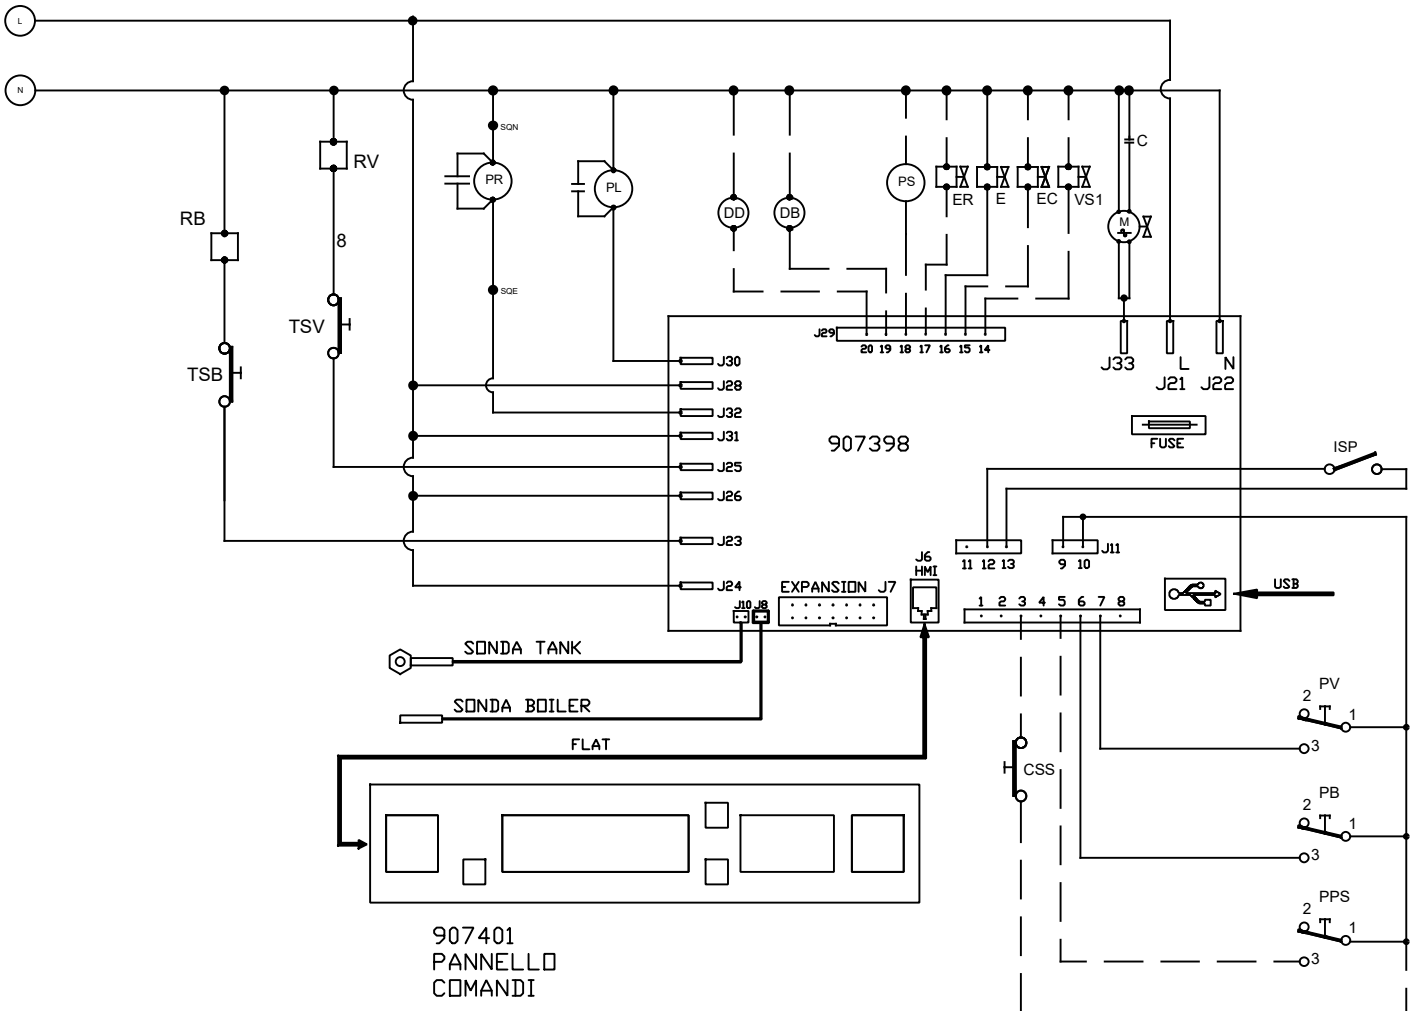 L
N
SQN
C
PR
RV
PL
PS
ER
E
EC
VS1
DD
DB
M
RB
8
SQE
TSV
TSB
J29
20 19 18 17 16 15 14
J33
L
J21
N
J22
J30
J28
J32
J31
J25
J26
J23
J24
907398
FUSE
ISP
11 12 13
9 10
J11
J6
HMI
EXPANSION J7
J10
J8
1 2 3 4 5 6 7 8
USB
SONDA TANK
SONDA BOILER
FLAT
CSS
PV
2
1
3
PB
2
1
3
PPS
2
1
3
907401
PANNELLO
COMANDI